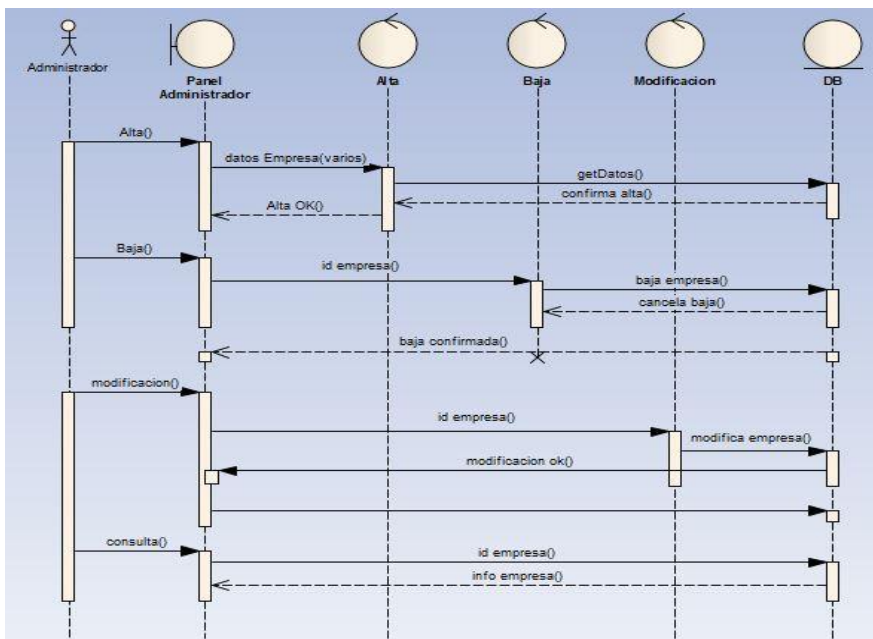 Administrador
Panel
Administrador
Alta
Baja
Modificacion
DB
Alta()
datos Empresa(varios)
getDatos()
confirma alta()
Alta OK()
Baja()
id empresa()
baja empresa()
cancela baja()
baja confirmada()
modificacion()
id empresa()
modifica empresa()
modificacion ok()
consulta()
id empresa()
info empresa()